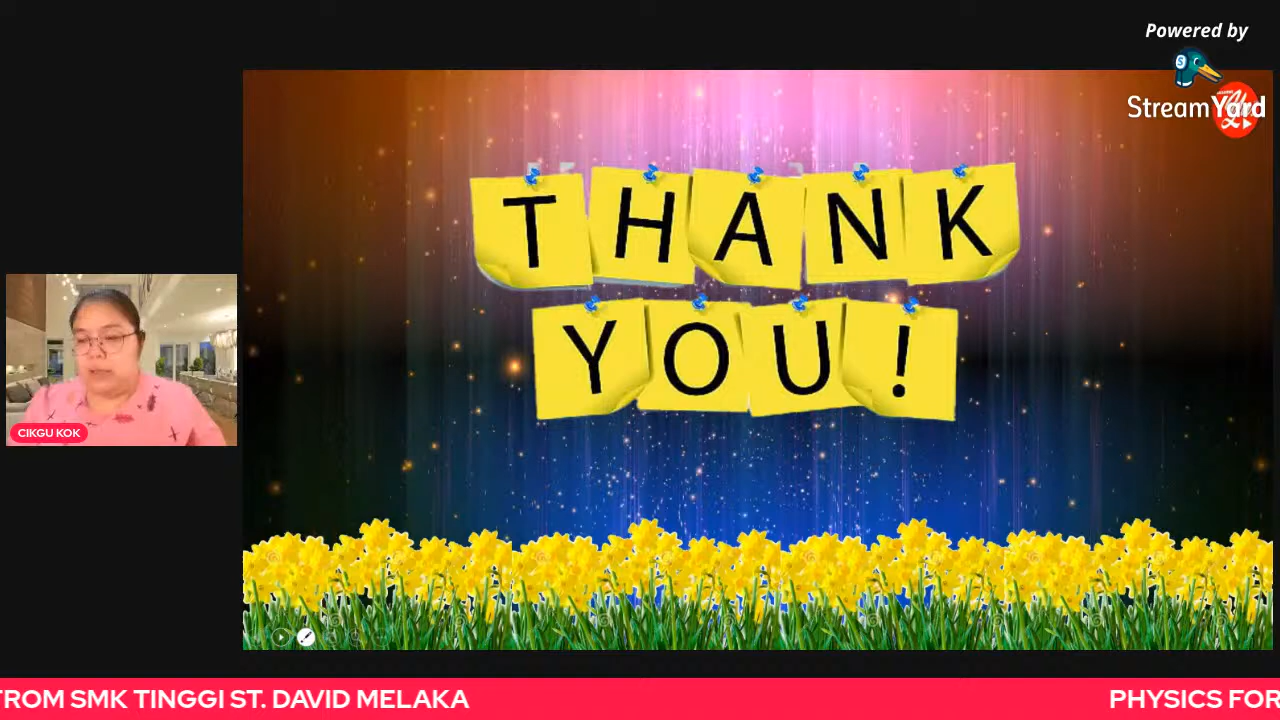 Powered by
StreamYard
THANK
YOU!
CIKGU KOK
FROM SMK TINGGI ST. DAVID MELAKA
PHYSICS FOR